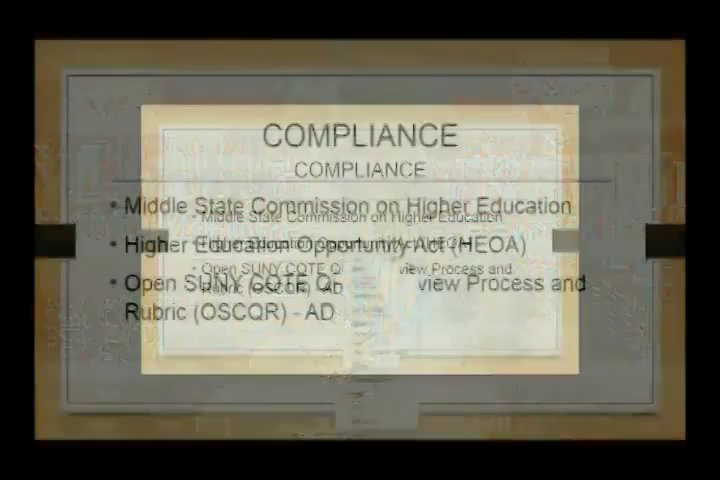 COMPLIANCE
COMPLIANCE
• Middle State Commission on Higher Education
• Middle State Commission on Higher Education
• Higher Education Opportunity Act (HEOA)
• Open SUNY COTE view Process and
Rubric (OSCQR) - AD
• Open SUNY COTE view Process and
Rubric (OSCQR) - AD